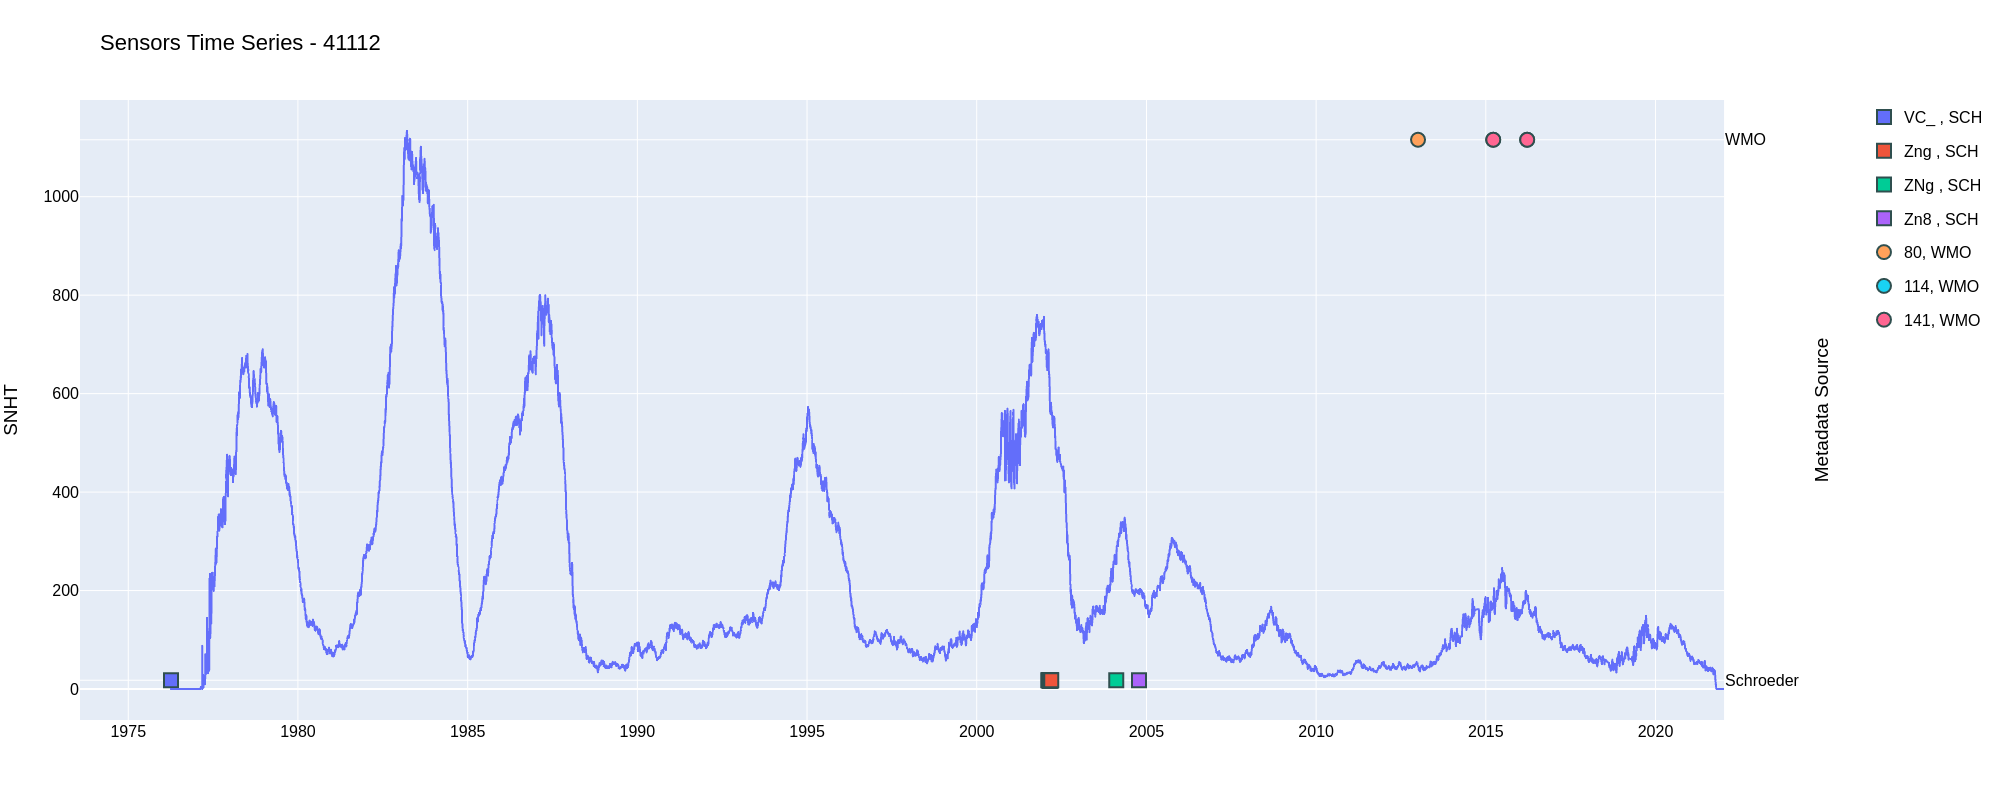 Sensors Time Series - 41112
VC_ , SCH
Zng , SCH
ZNg , SCH
Zn8 , SCH
80, WMO
114, WMO
141, WMO
WMO
Schroeder
Metadata Source
SNHT
1000
800
600
400
200
0
1975 1980 1985 1990 1995 2000 2005 2010 2015 2020